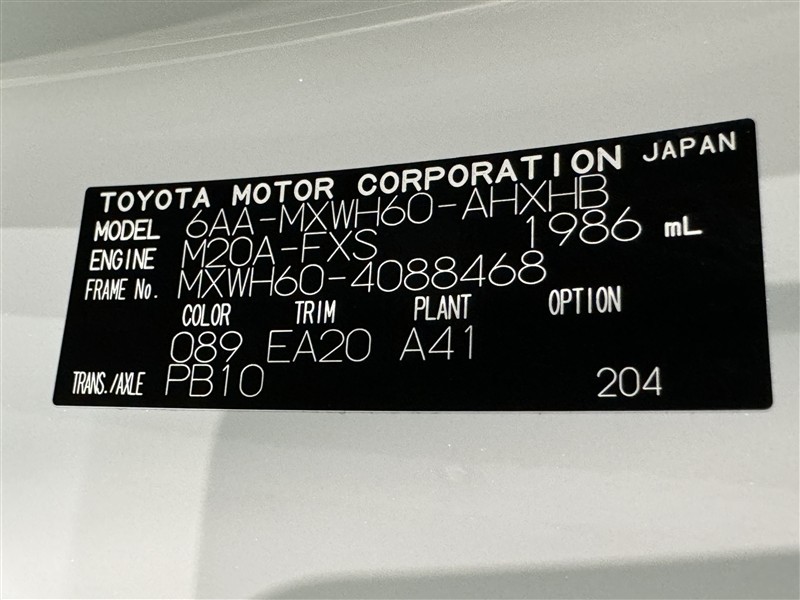 TOYOTA MOTOR CORPORATION JAPAN
MODEL 6AA-MXWH60-AHXHB
ENGINE M20A-FXS 1986 mL
FRAME No. MXWH60-4088468
COLOR TRIM PLANT OPTION
089 EA20 A41
TRANS./AXLE PB10 204